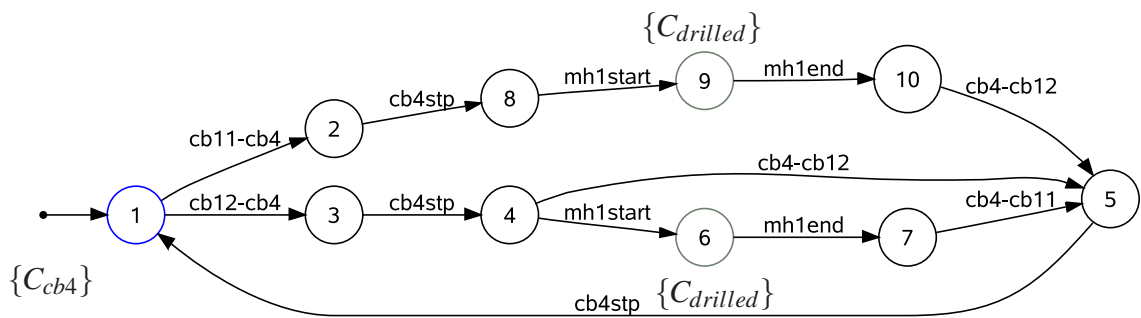 {C_drilled}
mh1start
9
mh1end
10
cb4-cb12
cb4stp
8
cb11-cb4
2
cb4-cb12
1
cb12-cb4
3
cb4stp
4
mh1start
6
mh1end
7
cb4-cb11
5
{C_cb4}
cb4stp
{C_drilled}